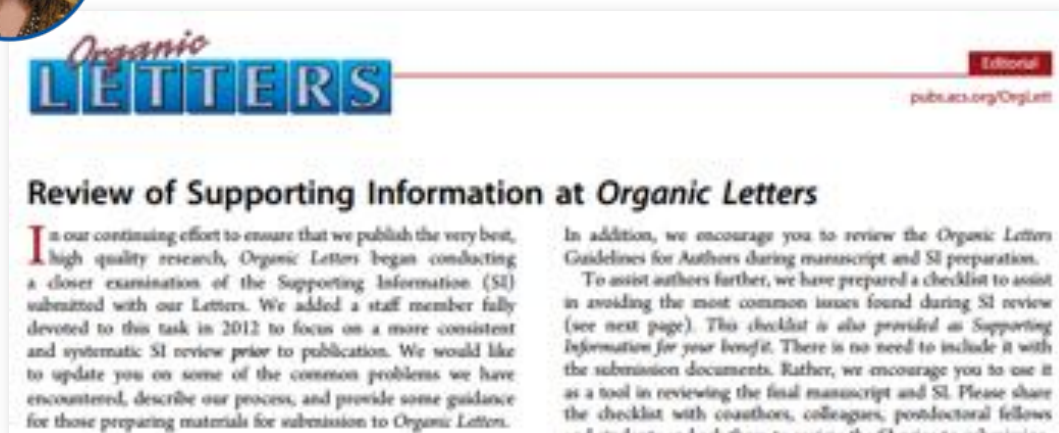 Organic
LETTERS
Editorial
pubs.acs.org/OrgLett
Review of Supporting Information at Organic Letters
In our continuing effort to ensure that we publish the very best,
high quality research, Organic Letters began conducting
a closer examination of the Supporting Information (SI)
submitted with our Letters. We added a staff member fully
devoted to this task in 2012 to focus on a more consistent
and systematic SI review prior to publication. We would like
to update you on some of the common problems we have
encountered, describe our process, and provide some guidance
for those preparing materials for submission to Organic Letters.
In addition, we encourage you to review the Organic Letters
Guidelines for Authors during manuscript and SI preparation.
To assist authors further, we have prepared a checklist to assist
in avoiding the most common issues found during SI review
(see next page). This checklist is also provided as Supporting
Information for your benefit. There is no need to include it with
the submission documents. Rather, we encourage you to use it
as a tool in reviewing the final manuscript and SI. Please share
the checklist with coauthors, colleagues, postdoctoral fellows